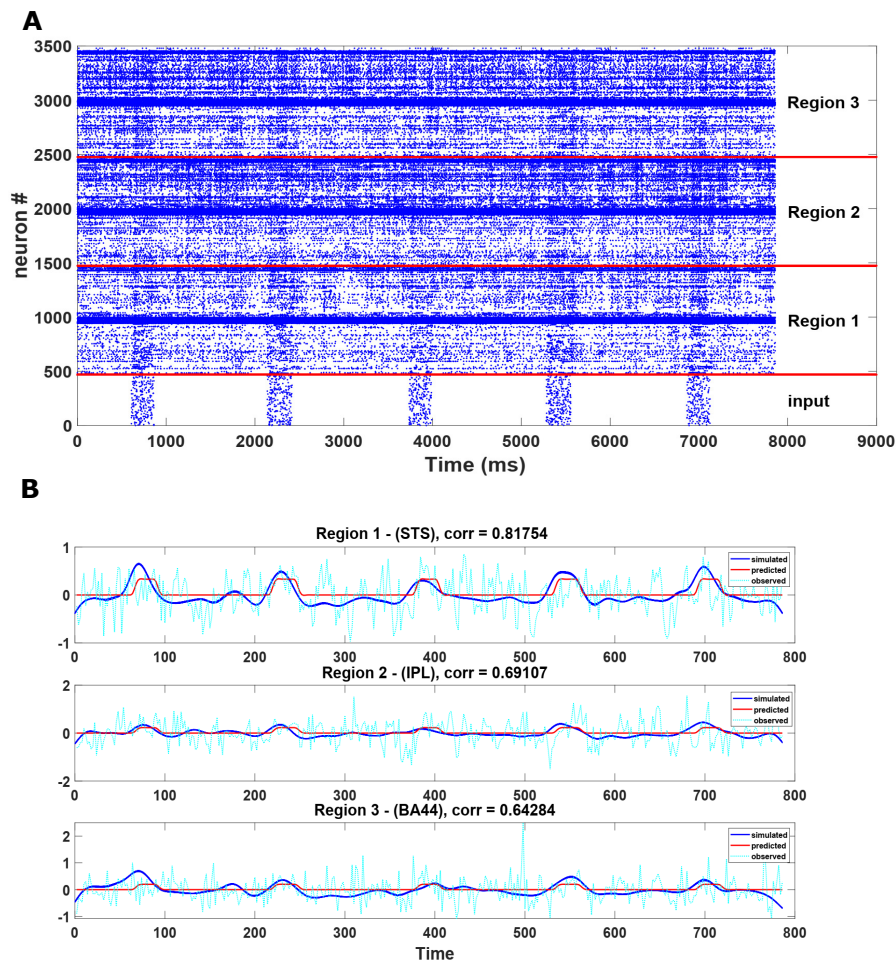 A
3500
3000
2500
2000
1500
1000
500
0
neuron #
Region 3
Region 2
Region 1
input
0 1000 2000 3000 4000 5000 6000 7000 8000 9000
Time (ms)
B
Region 1 - (STS), corr = 0.81754
1
0
-1
simulated
predicted
observed
0 100 200 300 400 500 600 700 800
Region 2 - (IPL), corr = 0.69107
2
0
-2
simulated
predicted
observed
0 100 200 300 400 500 600 700 800
Region 3 - (BA44), corr = 0.64284
2
1
0
-1
simulated
predicted
observed
0 100 200 300 400 500 600 700 800
Time